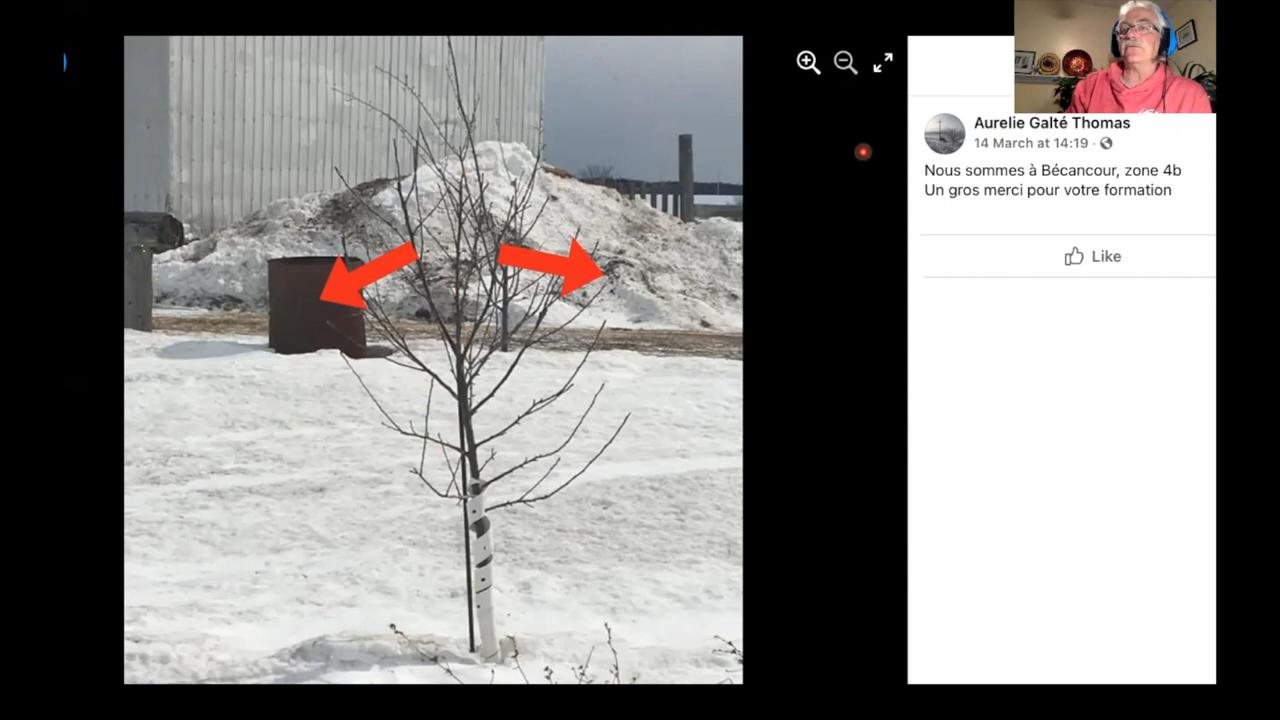 Aurelie Galté Thomas
14 March at 14:19 ·
Nous sommes à Bécancour, zone 4b
Un gros merci pour votre formation
Like